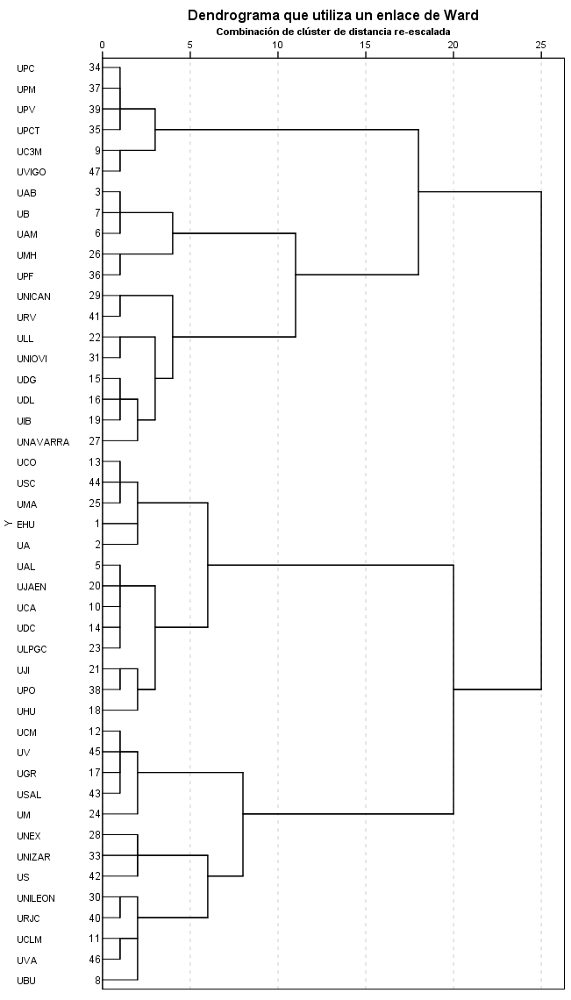 Dendrograma que utiliza un enlace de Ward
Combinación de clúster de distancia re-escalada
0 5 10 15 20 25
UPC 34
UPM 37
UPV 39
UPCT 35
UC3M 9
UVIGO 47
UAB 3
UB 7
UAM 6
UMH 26
UPF 36
UNICAN 29
URV 41
ULL 22
UNIOVI 31
UDG 15
UDL 16
UIB 19
UNAVARRA 27
UCO 13
USC 44
UMA 25
Y
EHU 1
UA 2
UAL 5
UJAEN 20
UCA 10
UDC 14
ULPGC 23
UJI 21
UPO 38
UHU 18
UCM 12
UV 45
UGR 17
USAL 43
UM 24
UNEX 28
UNIZAR 33
US 42
UNILEON 30
URJC 40
UCLM 11
UVA 46
UBU 8